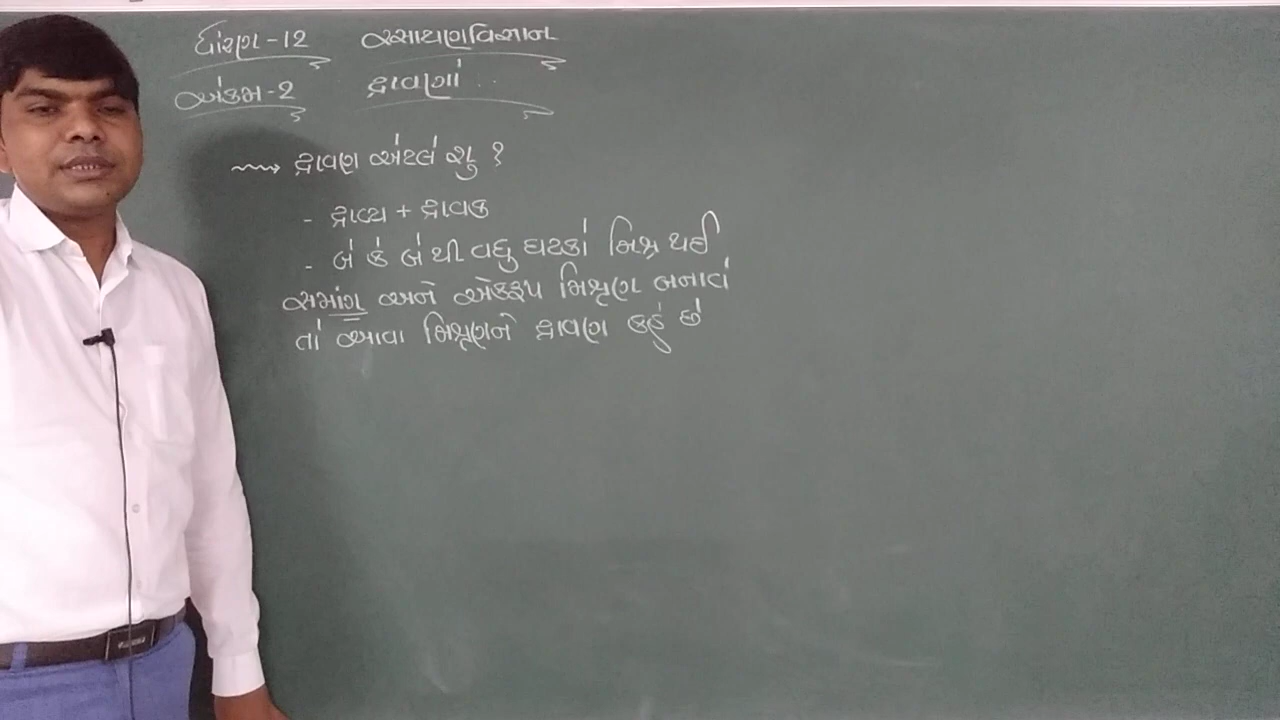 ધોરણ-12 રસાયણવિજ્ઞાન
એકમ-2 દ્રાવણો
દ્રાવણ એટલે શુ ?
- દ્રાવ્ય + દ્રાવક
- બે કે બે થી વધુ ઘટકો મિશ્ર થઈ
સમાંગ અને એકરૂપ મિશ્રણ બનાવે
તો આવા મિશ્રણને દ્રાવણ કહે છે